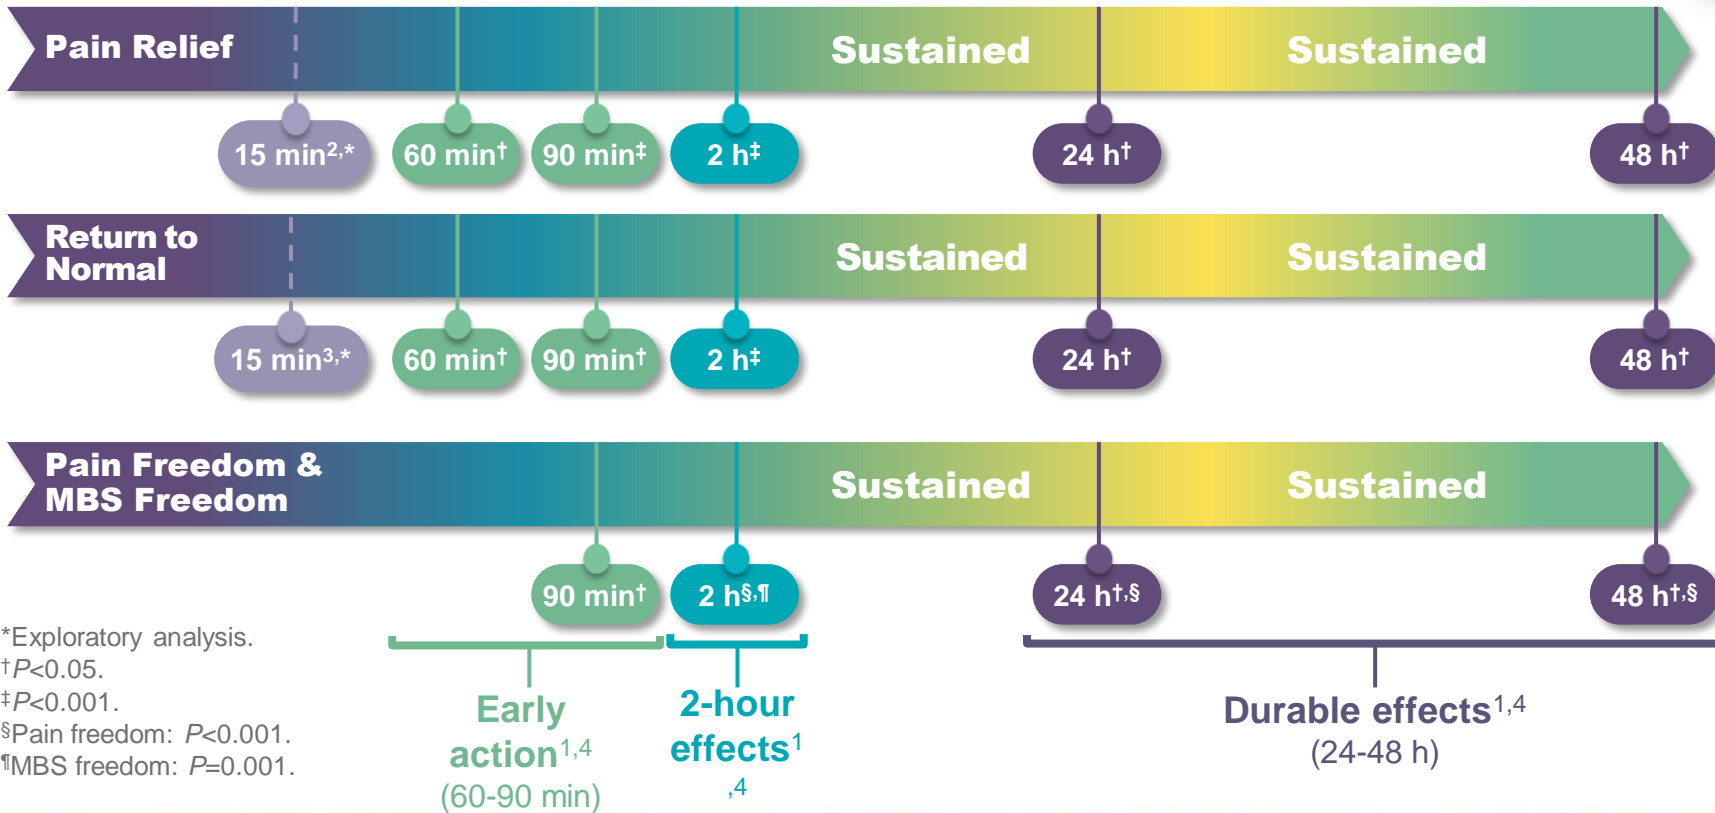 Pain Relief
Sustained
Sustained
15 min2,*
60 min†
90 min‡
2 h‡
24 h†
48 h†
Return to
Normal
Sustained
Sustained
15 min3,*
60 min†
90 min†
2 h‡
24 h†
48 h†
Pain Freedom &
MBS Freedom
Sustained
Sustained
90 min†
2 h§,¶
24 h†,§
48 h†,§
*Exploratory analysis.
†P<0.05.
‡P<0.001.
§Pain freedom: P<0.001.
¶MBS freedom: P=0.001.
Early
action1,4
(60-90 min)
2-hour
effects1
,4
Durable effects1,4
(24-48 h)